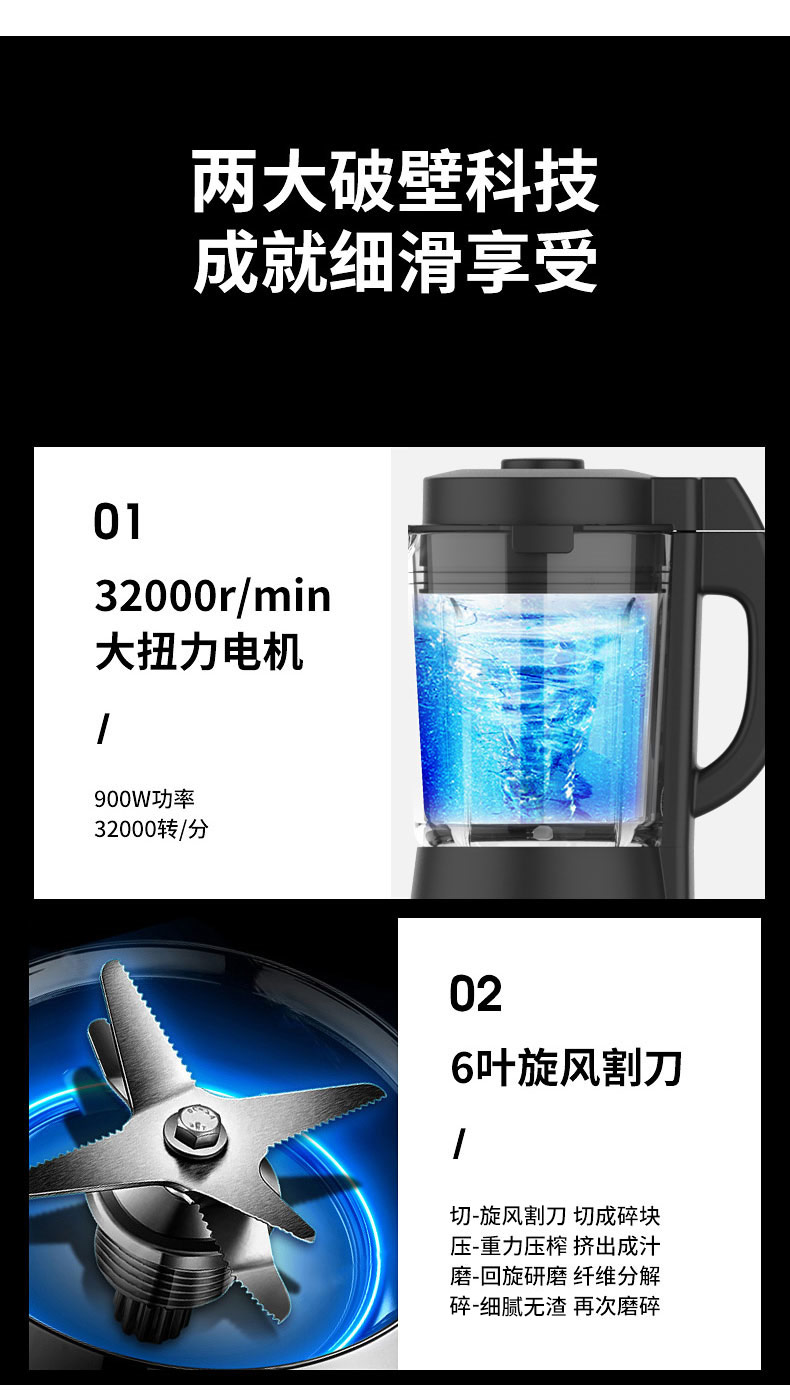 两大破壁科技
成就细滑享受
01
32000r/min
大扭力电机
/
900W功率
32000转/分
02
6叶旋风割刀
/
切-旋风割刀 切成碎块
压-重力压榨 挤出成汁
磨-回旋研磨 纤维分解
碎-细腻无渣 再次磨碎